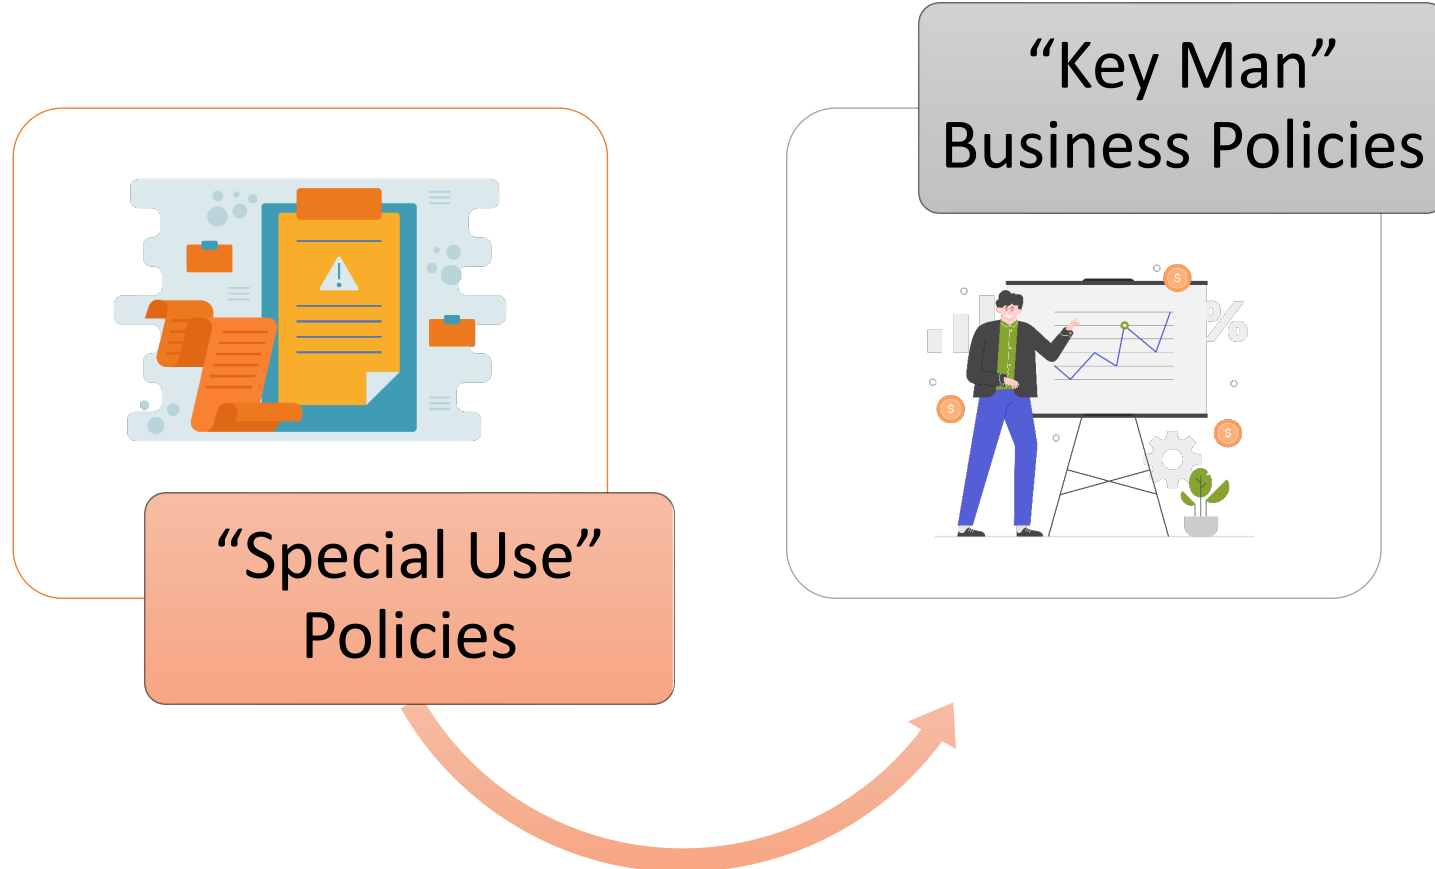 “Key Man”
Business Policies
%
$
$
$
“Special Use”
Policies